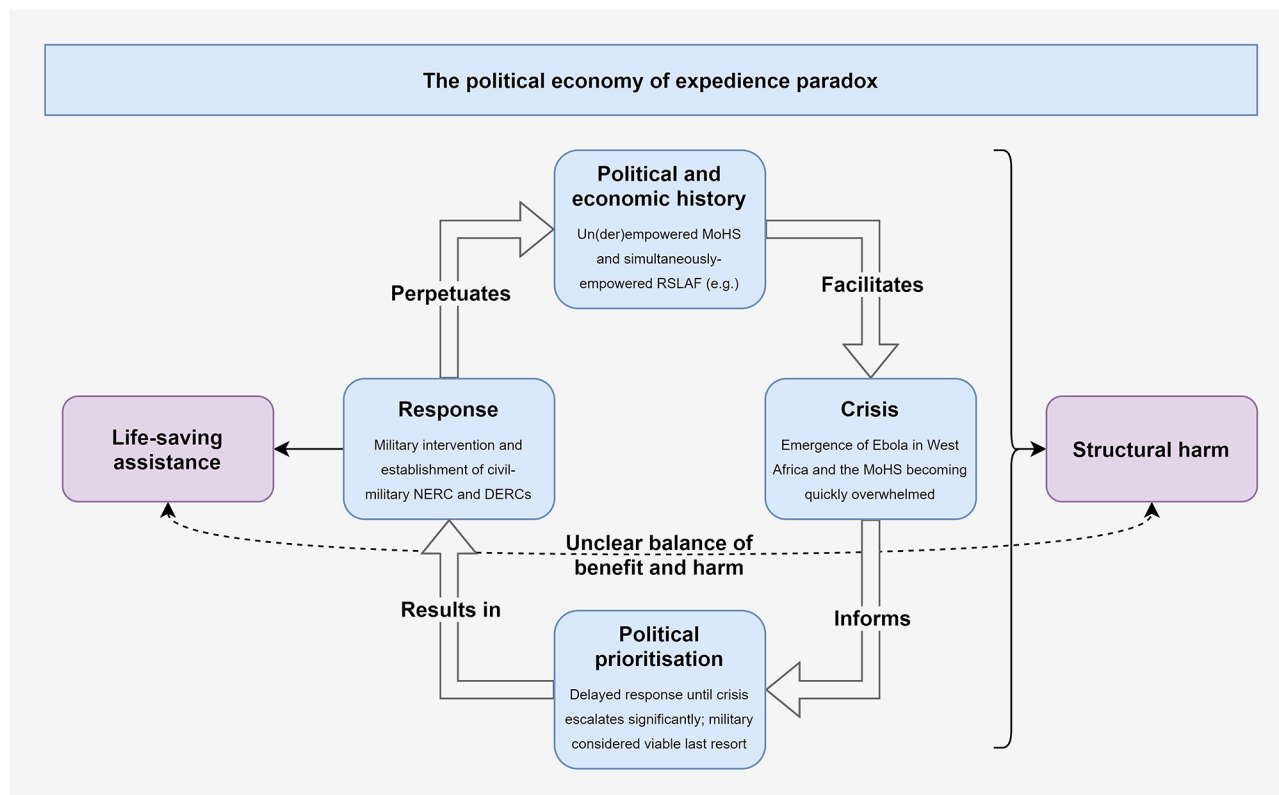 The political economy of expedience paradox
Political and
economic history
Un(der)empowered MoHS
and simultaneously-
empowered RSLAF (e.g.)
Perpetuates
Facilitates
Response
Military intervention and
establishment of civil-
military NERC and DERCs
Crisis
Emergence of Ebola in West
Africa and the MoHS becoming
quickly overwhelmed
Life-saving
assistance
Structural harm
Unclear balance of
benefit and harm
Results in
Informs
Political
prioritisation
Delayed response until crisis
escalates significantly; military
considered viable last resort